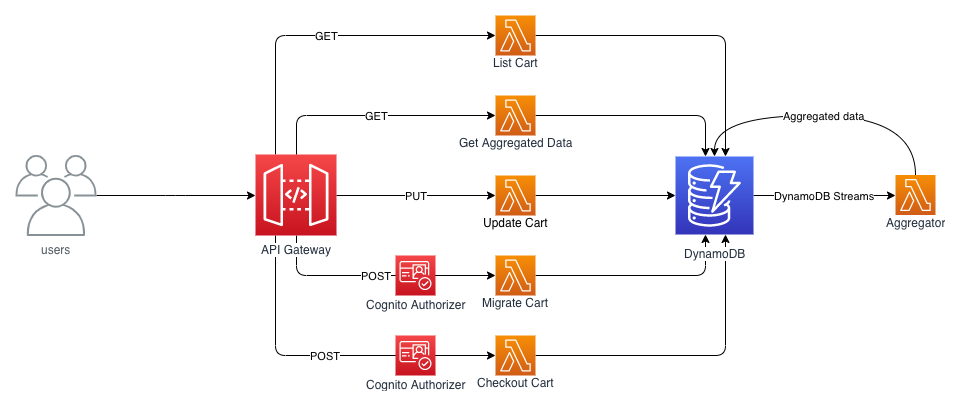 GET
List Cart
GET
Get Aggregated Data
Aggregated data
users
API Gateway
</>
PUT
Update Cart
DynamoDB
DynamoDB Streams
Aggregator
POST
Cognito Authorizer
Migrate Cart
POST
Cognito Authorizer
Checkout Cart